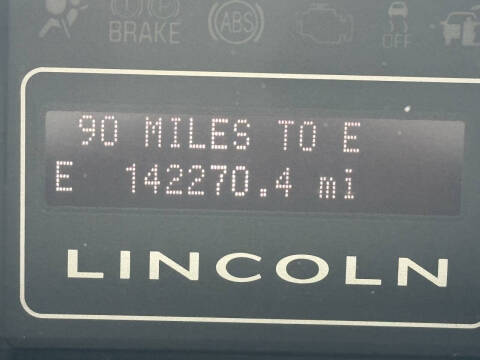 BRAKE
ABS
OFF
90 MILES TO E
E 142270.4 mi
LINCOLN